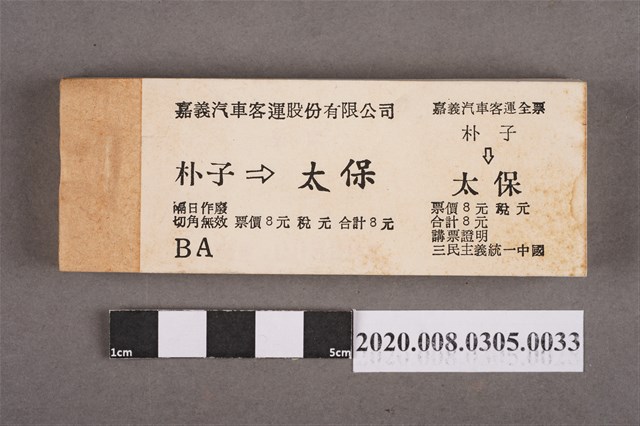 嘉義汽車客運股份有限公司
朴子⇨太保
隔日作廢
切角無效 票價8元 稅 元 合計8元
BA
嘉義汽車客運全票
朴子
⇩
太保
票價8元 稅 元
合計8元
購票證明
三民主義統一中國
1cm 5cm
2020.008.0305.0033